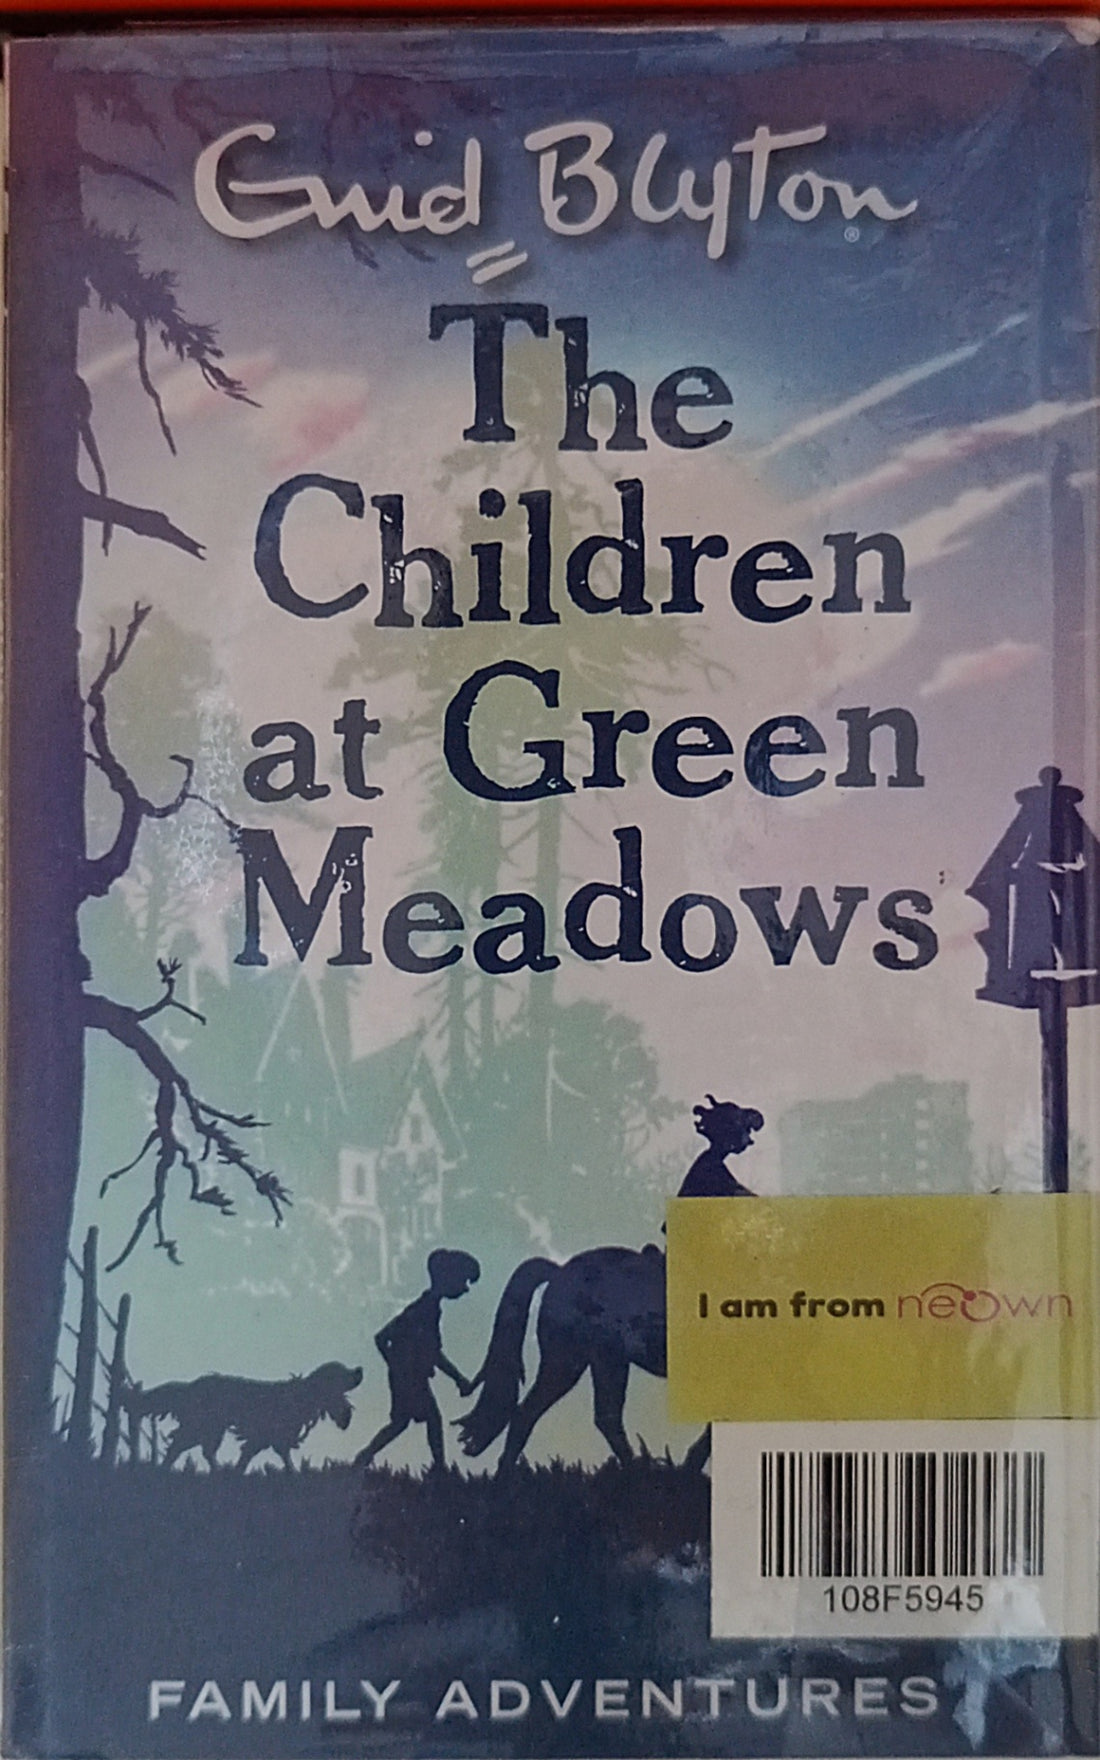 Enid Blyton®
The
Children
at Green
Meadows
I am from neown
108F5945
FAMILY ADVENTURES